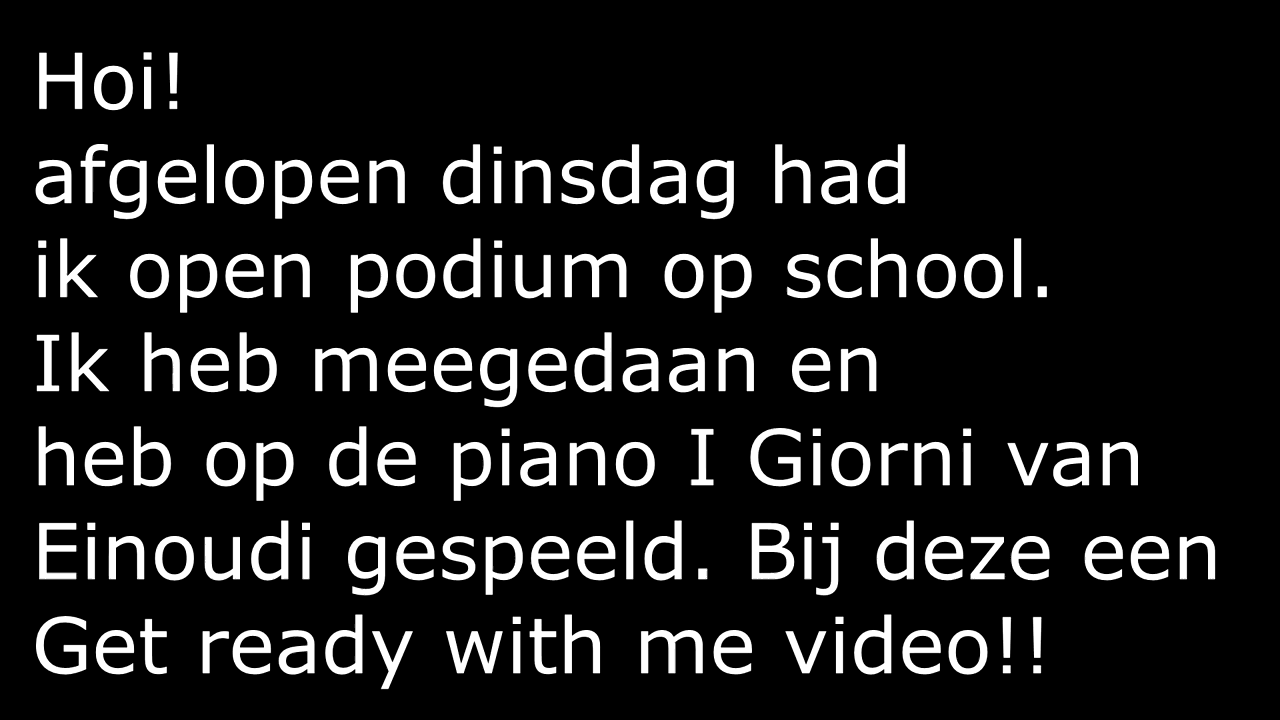 Hoi!
afgelopen dinsdag had
ik open podium op school.
Ik heb meegedaan en
heb op de piano I Giorni van
Einoudi gespeeld. Bij deze een
Get ready with me video!!